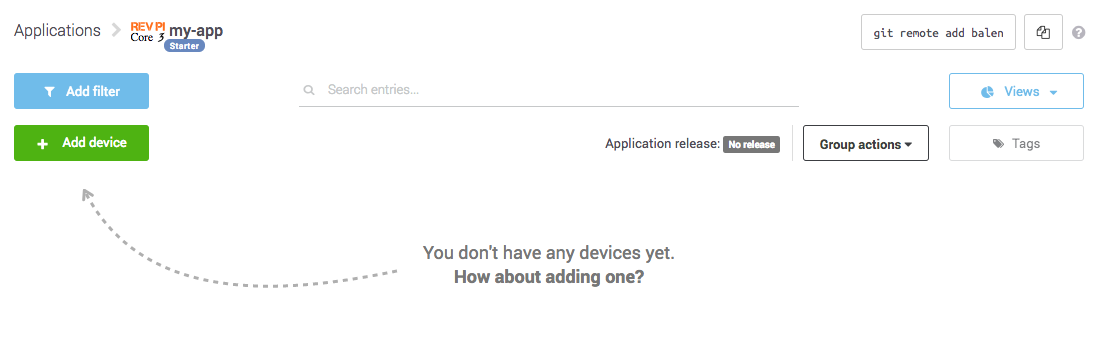 Applications
REV PI
Core 3
my-app
Starter
git remote add balen
Add filter
Search entries...
Views
Add device
Application release: No release
Group actions
Tags
You don't have any devices yet.
How about adding one?